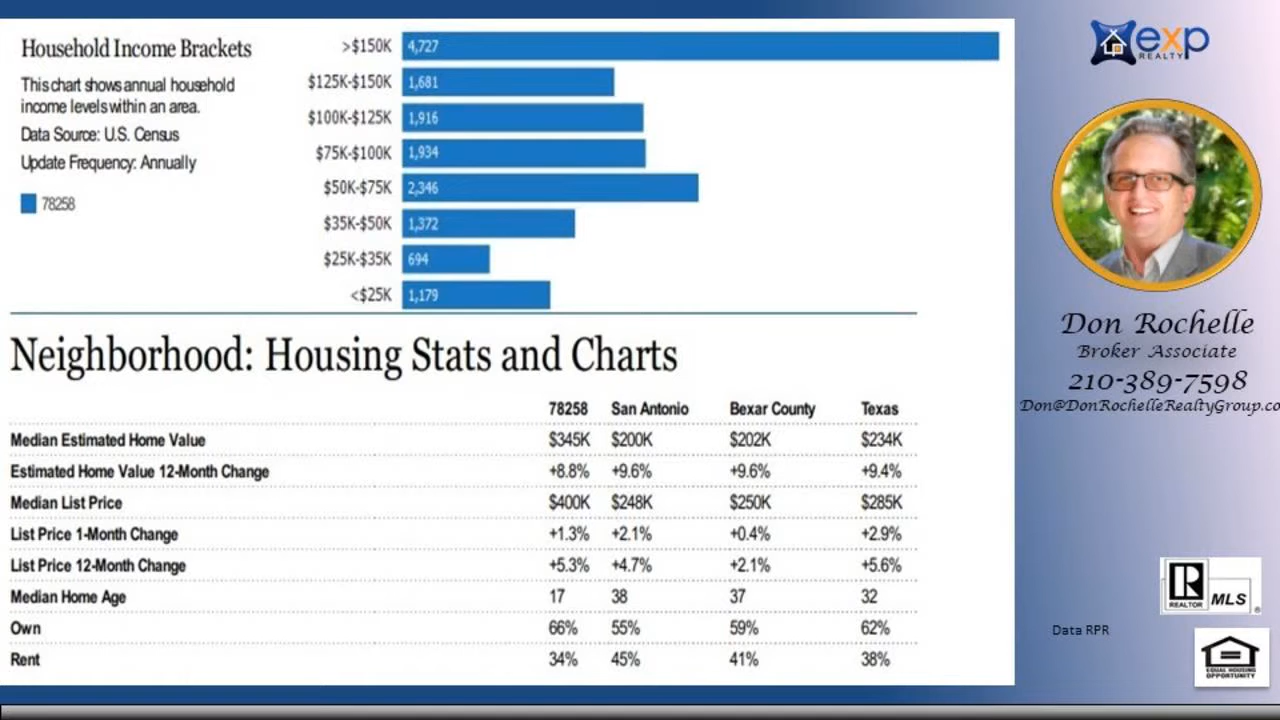 Household Income Brackets
This chart shows annual household
income levels within an area.
Data Source: U.S. Census
Update Frequency: Annually
78258
>$150K 4,727
$125K-$150K 1,681
$100K-$125K 1,916
$75K-$100K 1,934
$50K-$75K 2,346
$35K-$50K 1,372
$25K-$35K 694
<$25K 1,179
Neighborhood: Housing Stats and Charts
78258 San Antonio Bexar County Texas
Median Estimated Home Value $345K $200K $202K $234K
Estimated Home Value 12-Month Change +8.8% +9.6% +9.6% +9.4%
Median List Price $400K $248K $250K $285K
List Price 1-Month Change +1.3% +2.1% +0.4% +2.9%
List Price 12-Month Change +5.3% +4.7% +2.1% +5.6%
Median Home Age 17 38 37 32
Own 66% 55% 59% 62%
Rent 34% 45% 41% 38%
exp
REALTY
Don Rochelle
Broker Associate
210-389-7598
Don@DonRochelleRealtyGroup.co
R
REALTOR MLS ®
Data RPR
EQUAL HOUSING
OPPORTUNITY